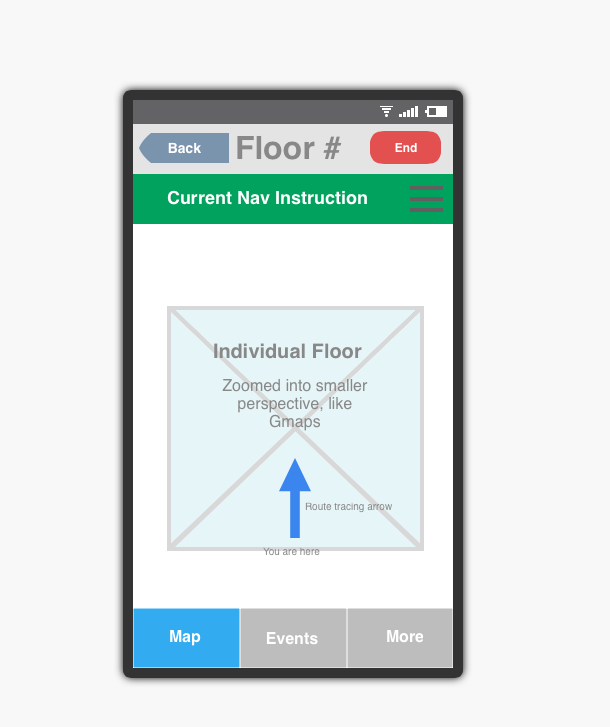 Back
Floor #
End
Current Nav Instruction
Individual Floor
Zoomed into smaller
perspective, like
Gmaps
Route tracing arrow
You are here
Map
Events
More